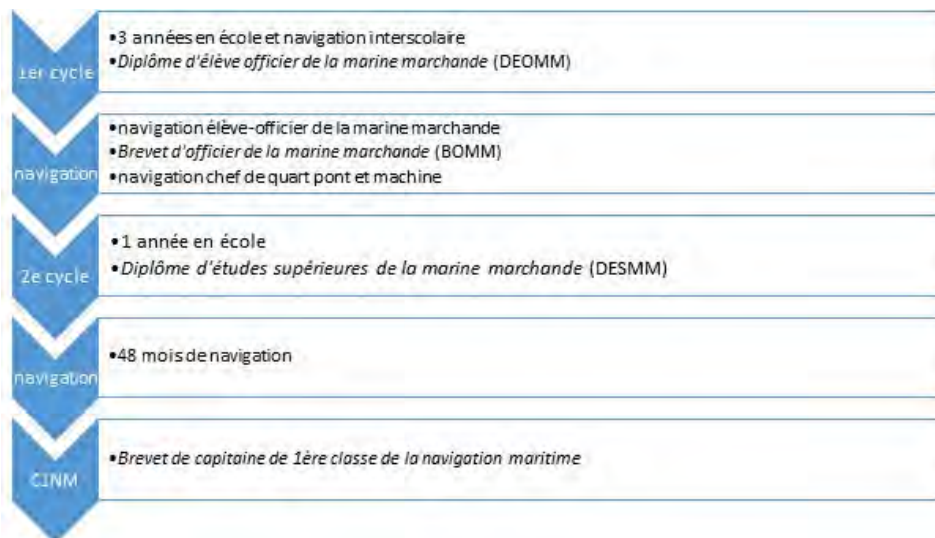 1er cycle
•3 années en école et navigation interscolaire
•Diplôme d'élève officier de la marine marchande (DEOMM)
navigation
•navigation élève-officier de la marine marchande
•Brevet d'officier de la marine marchande (BOMM)
•navigation chef de quart pont et machine
2e cycle
•1 année en école
•Diplôme d'études supérieures de la marine marchande (DESMM)
navigation
•48 mois de navigation
C1NM
•Brevet de capitaine de 1ère classe de la navigation maritime